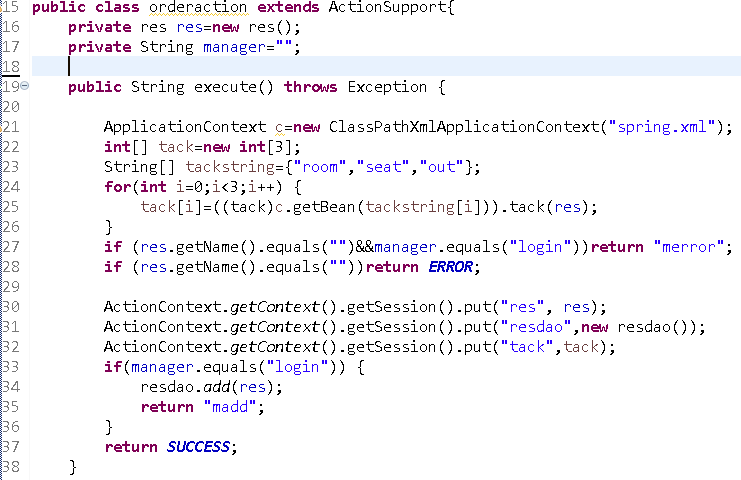 15 public class orderaction extends ActionSupport{
16     private res res=new res();
17     private String manager="";
18
19     public String execute() throws Exception {
20
21         ApplicationContext c=new ClassPathXmlApplicationContext("spring.xml");
22         int[] tack=new int[3];
23         String[] tackstring={"room","seat","out"};
24         for(int i=0;i<3;i++) {
25             tack[i]=((tack)c.getBean(tackstring[i])).tack(res);
26         }
27         if (res.getName().equals("")&&manager.equals("login"))return "merror";
28         if (res.getName().equals(""))return ERROR;
29
30         ActionContext.getContext().getSession().put("res", res);
31         ActionContext.getContext().getSession().put("resdao",new resdao());
32         ActionContext.getContext().getSession().put("tack",tack);
33         if(manager.equals("login")) {
34             resdao.add(res);
35             return "madd";
36         }
37         return SUCCESS;
38     }